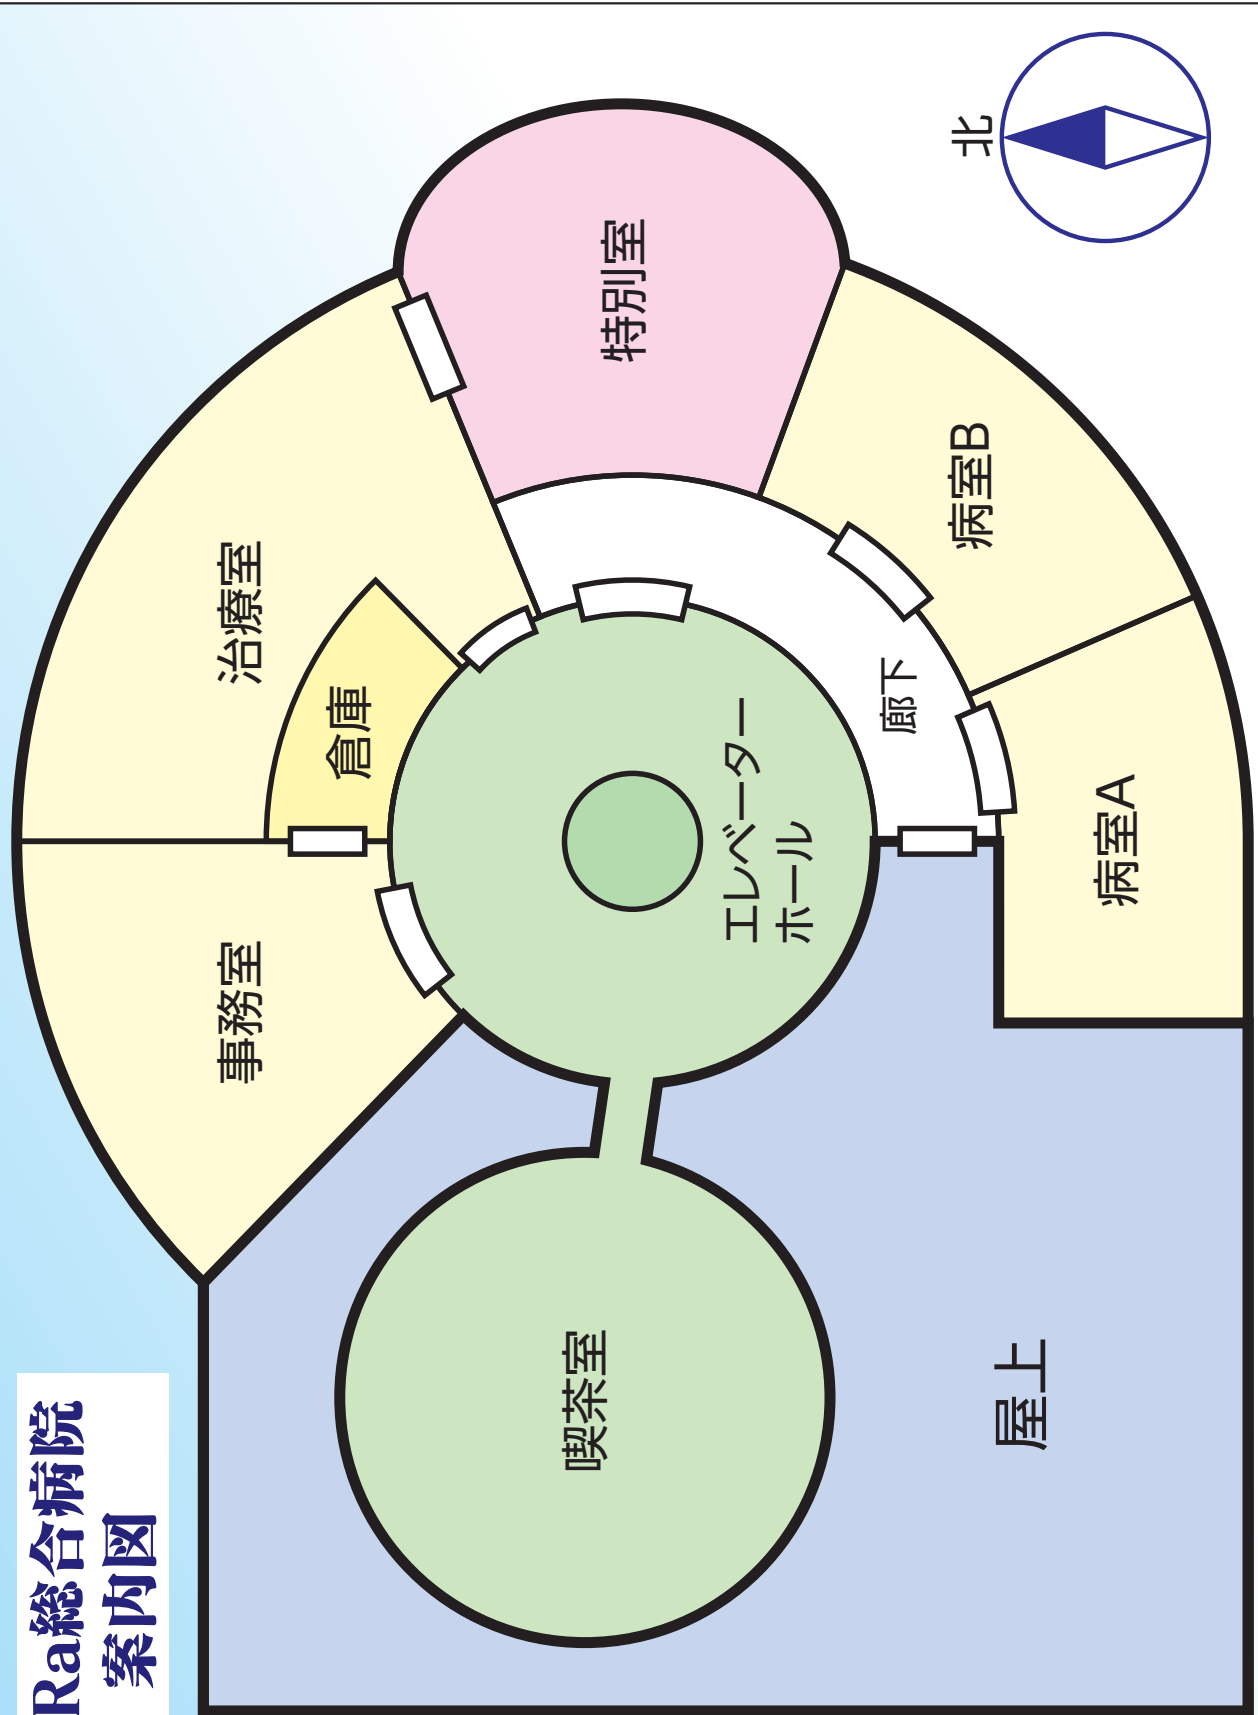 Ra総合病院
案内図
北
事務室
治療室
倉庫
特別室
喫茶室
エレベーター
ホール
廊下
病室B
病室A
屋上